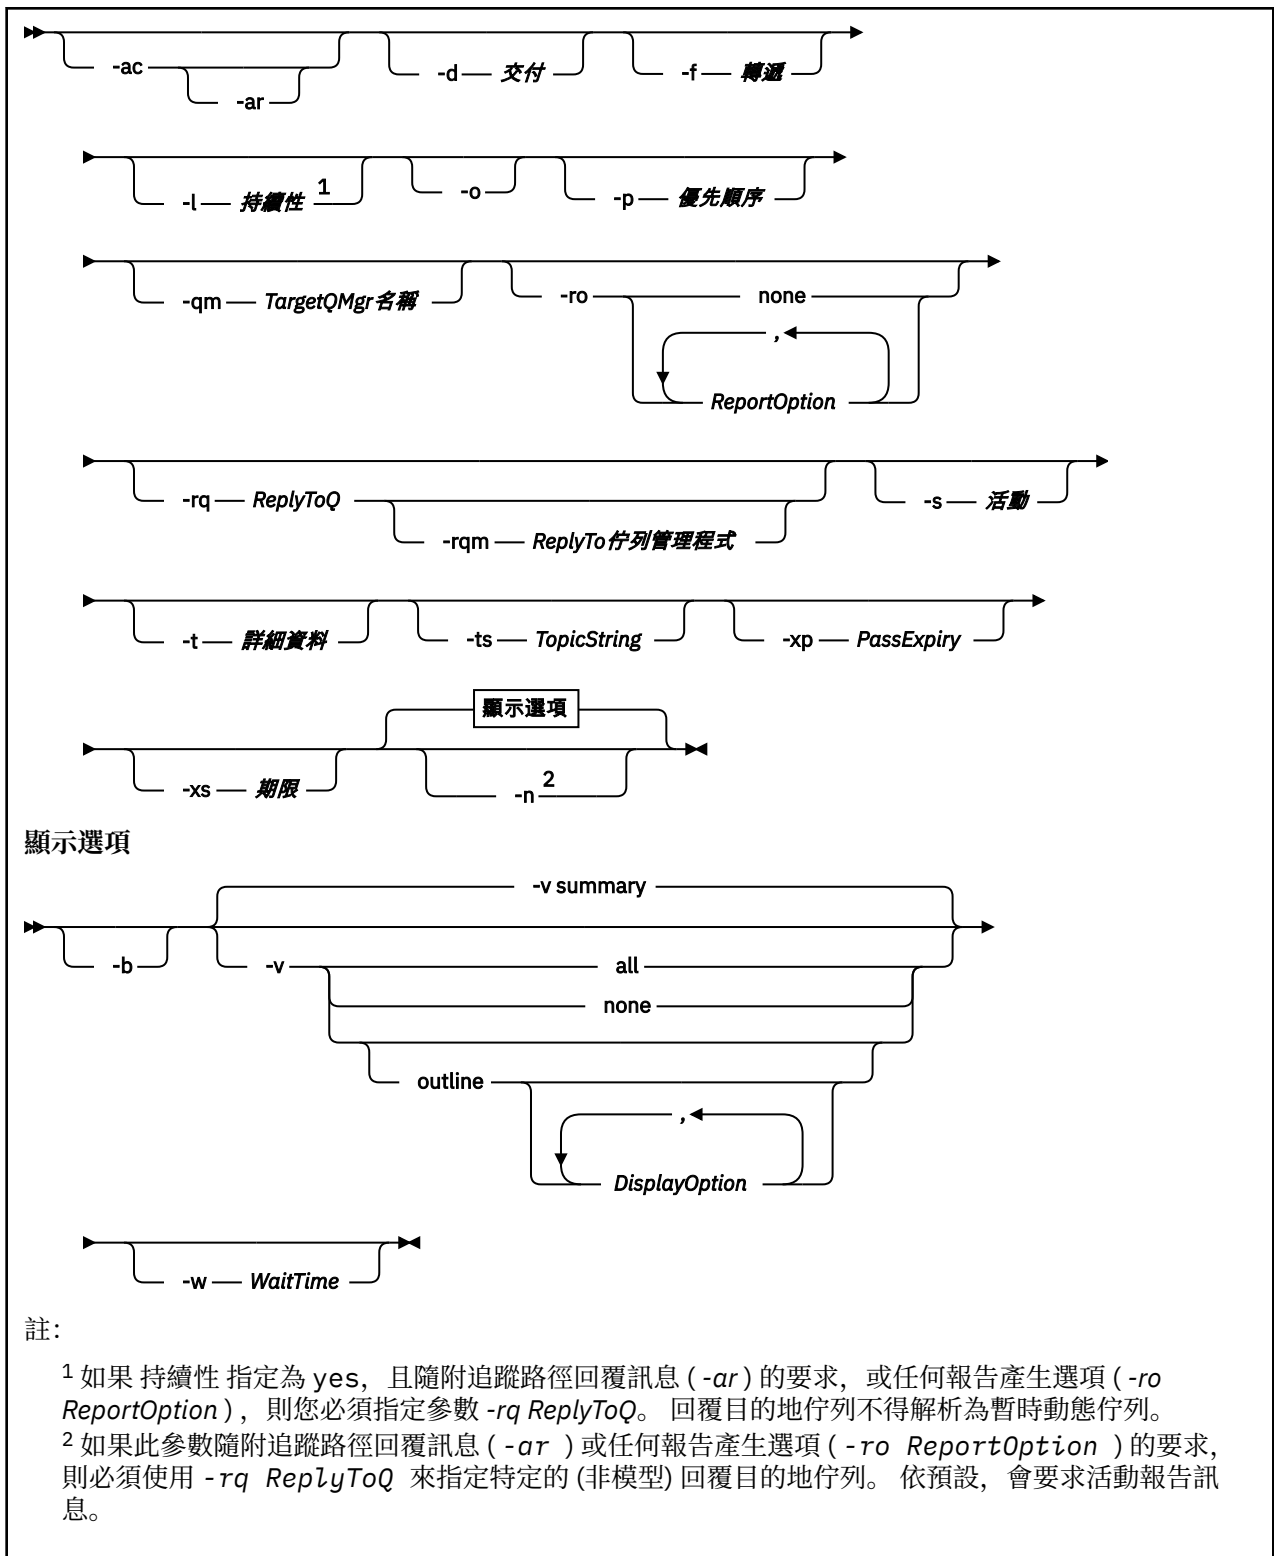 -ac -ar -d 交付 -f 轉遞
-l 持續性 1 -o -p 優先順序
-qm TargetQMgr名稱 -ro none
,
ReportOption
-rq ReplyToQ -s 活動
-rqm ReplyTo佇列管理程式
-t 詳細資料 -ts TopicString -xp PassExpiry
顯示選項
-xs 期限 -n 2
顯示選項
-v summary
-b -v all
none
outline
,
DisplayOption
-w WaitTime
註:
1 如果 持續性 指定為 yes，且隨附追蹤路徑回覆訊息 ( -ar ) 的要求，或任何報告產生選項 ( -ro
ReportOption ) ，則您必須指定參數 -rq ReplyToQ。 回覆目的地佇列不得解析為暫時動態佇列。
2 如果此參數隨附追蹤路徑回覆訊息 ( -ar ) 或任何報告產生選項 ( -ro ReportOption ) 的要求，
則必須使用 -rq ReplyToQ 來指定特定的 (非模型) 回覆目的地佇列。 依預設，會要求活動報告訊
息。